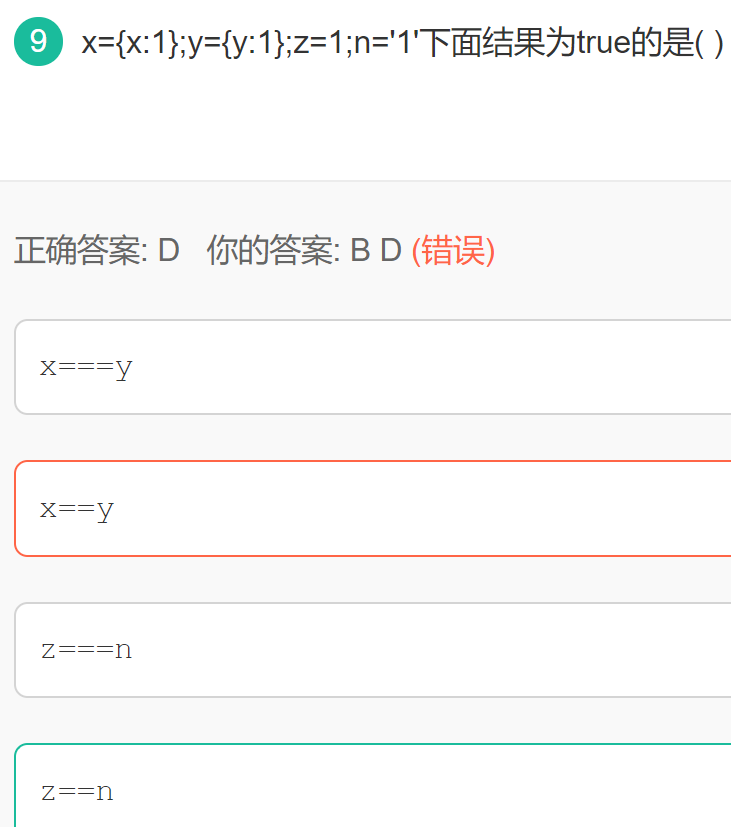 9 x={x:1};y={y:1};z=1;n='1'下面结果为true的是( )
正确答案: D 你的答案: B D (错误)
x===y
x==y
z===n
z==n